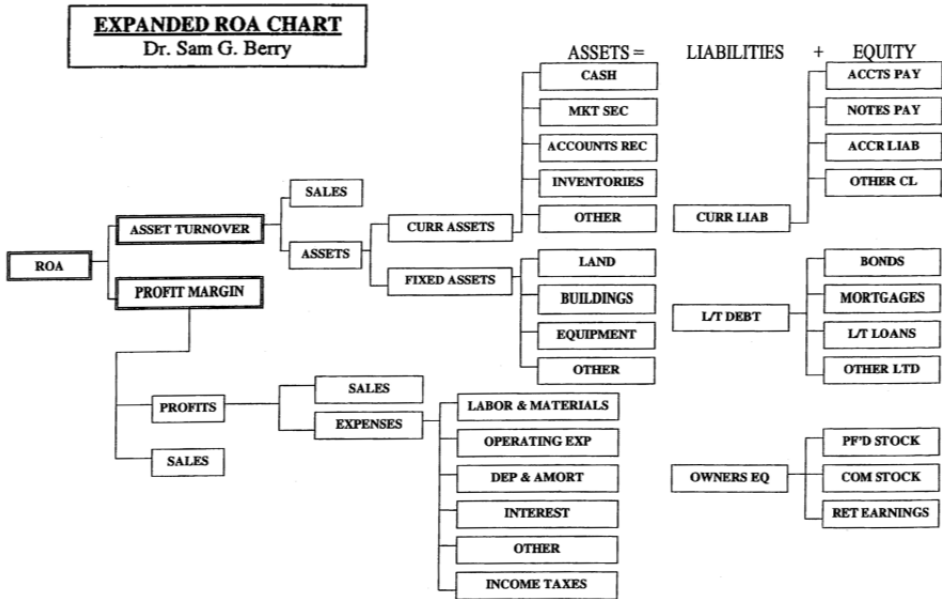 EXPANDED ROA CHART
Dr. Sam G. Berry
ASSETS = LIABILITIES + EQUITY
CASH
MKT SEC
ACCOUNTS REC
INVENTORIES
OTHER
ACCTS PAY
NOTES PAY
ACCR LIAB
OTHER CL
SALES
ASSET TURNOVER
ASSETS
CURR ASSETS
CURR LIAB
ROA
PROFIT MARGIN
FIXED ASSETS
LAND
BUILDINGS
EQUIPMENT
OTHER
L/T DEBT
BONDS
MORTGAGES
L/T LOANS
OTHER LTD
PROFITS
SALES
SALES
EXPENSES
LABOR & MATERIALS
OPERATING EXP
DEP & AMORT
INTEREST
OTHER
INCOME TAXES
OWNERS EQ
PF'D STOCK
COM STOCK
RET EARNINGS